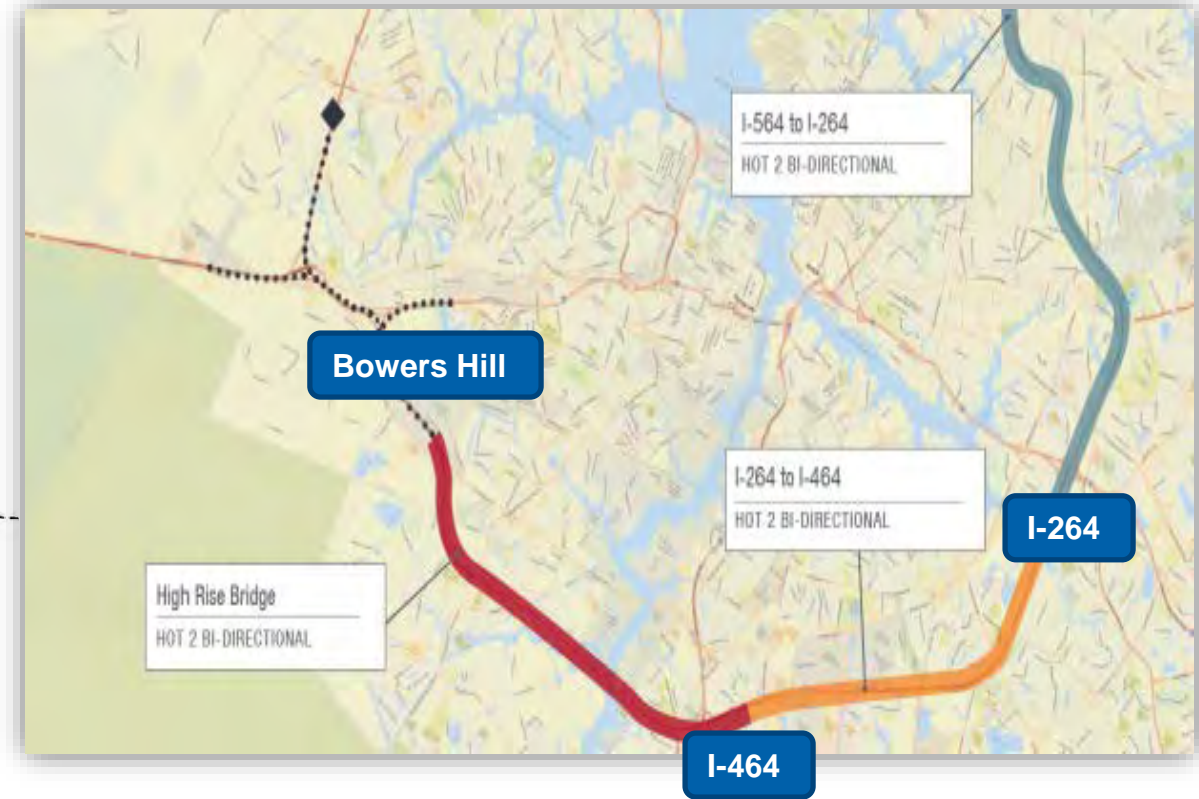 I-564 to I-264
HOT 2 BI-DIRECTIONAL
Bowers Hill
I-264 to I-464
HOT 2 BI-DIRECTIONAL
I-264
High Rise Bridge
HOT 2 BI-DIRECTIONAL
I-464